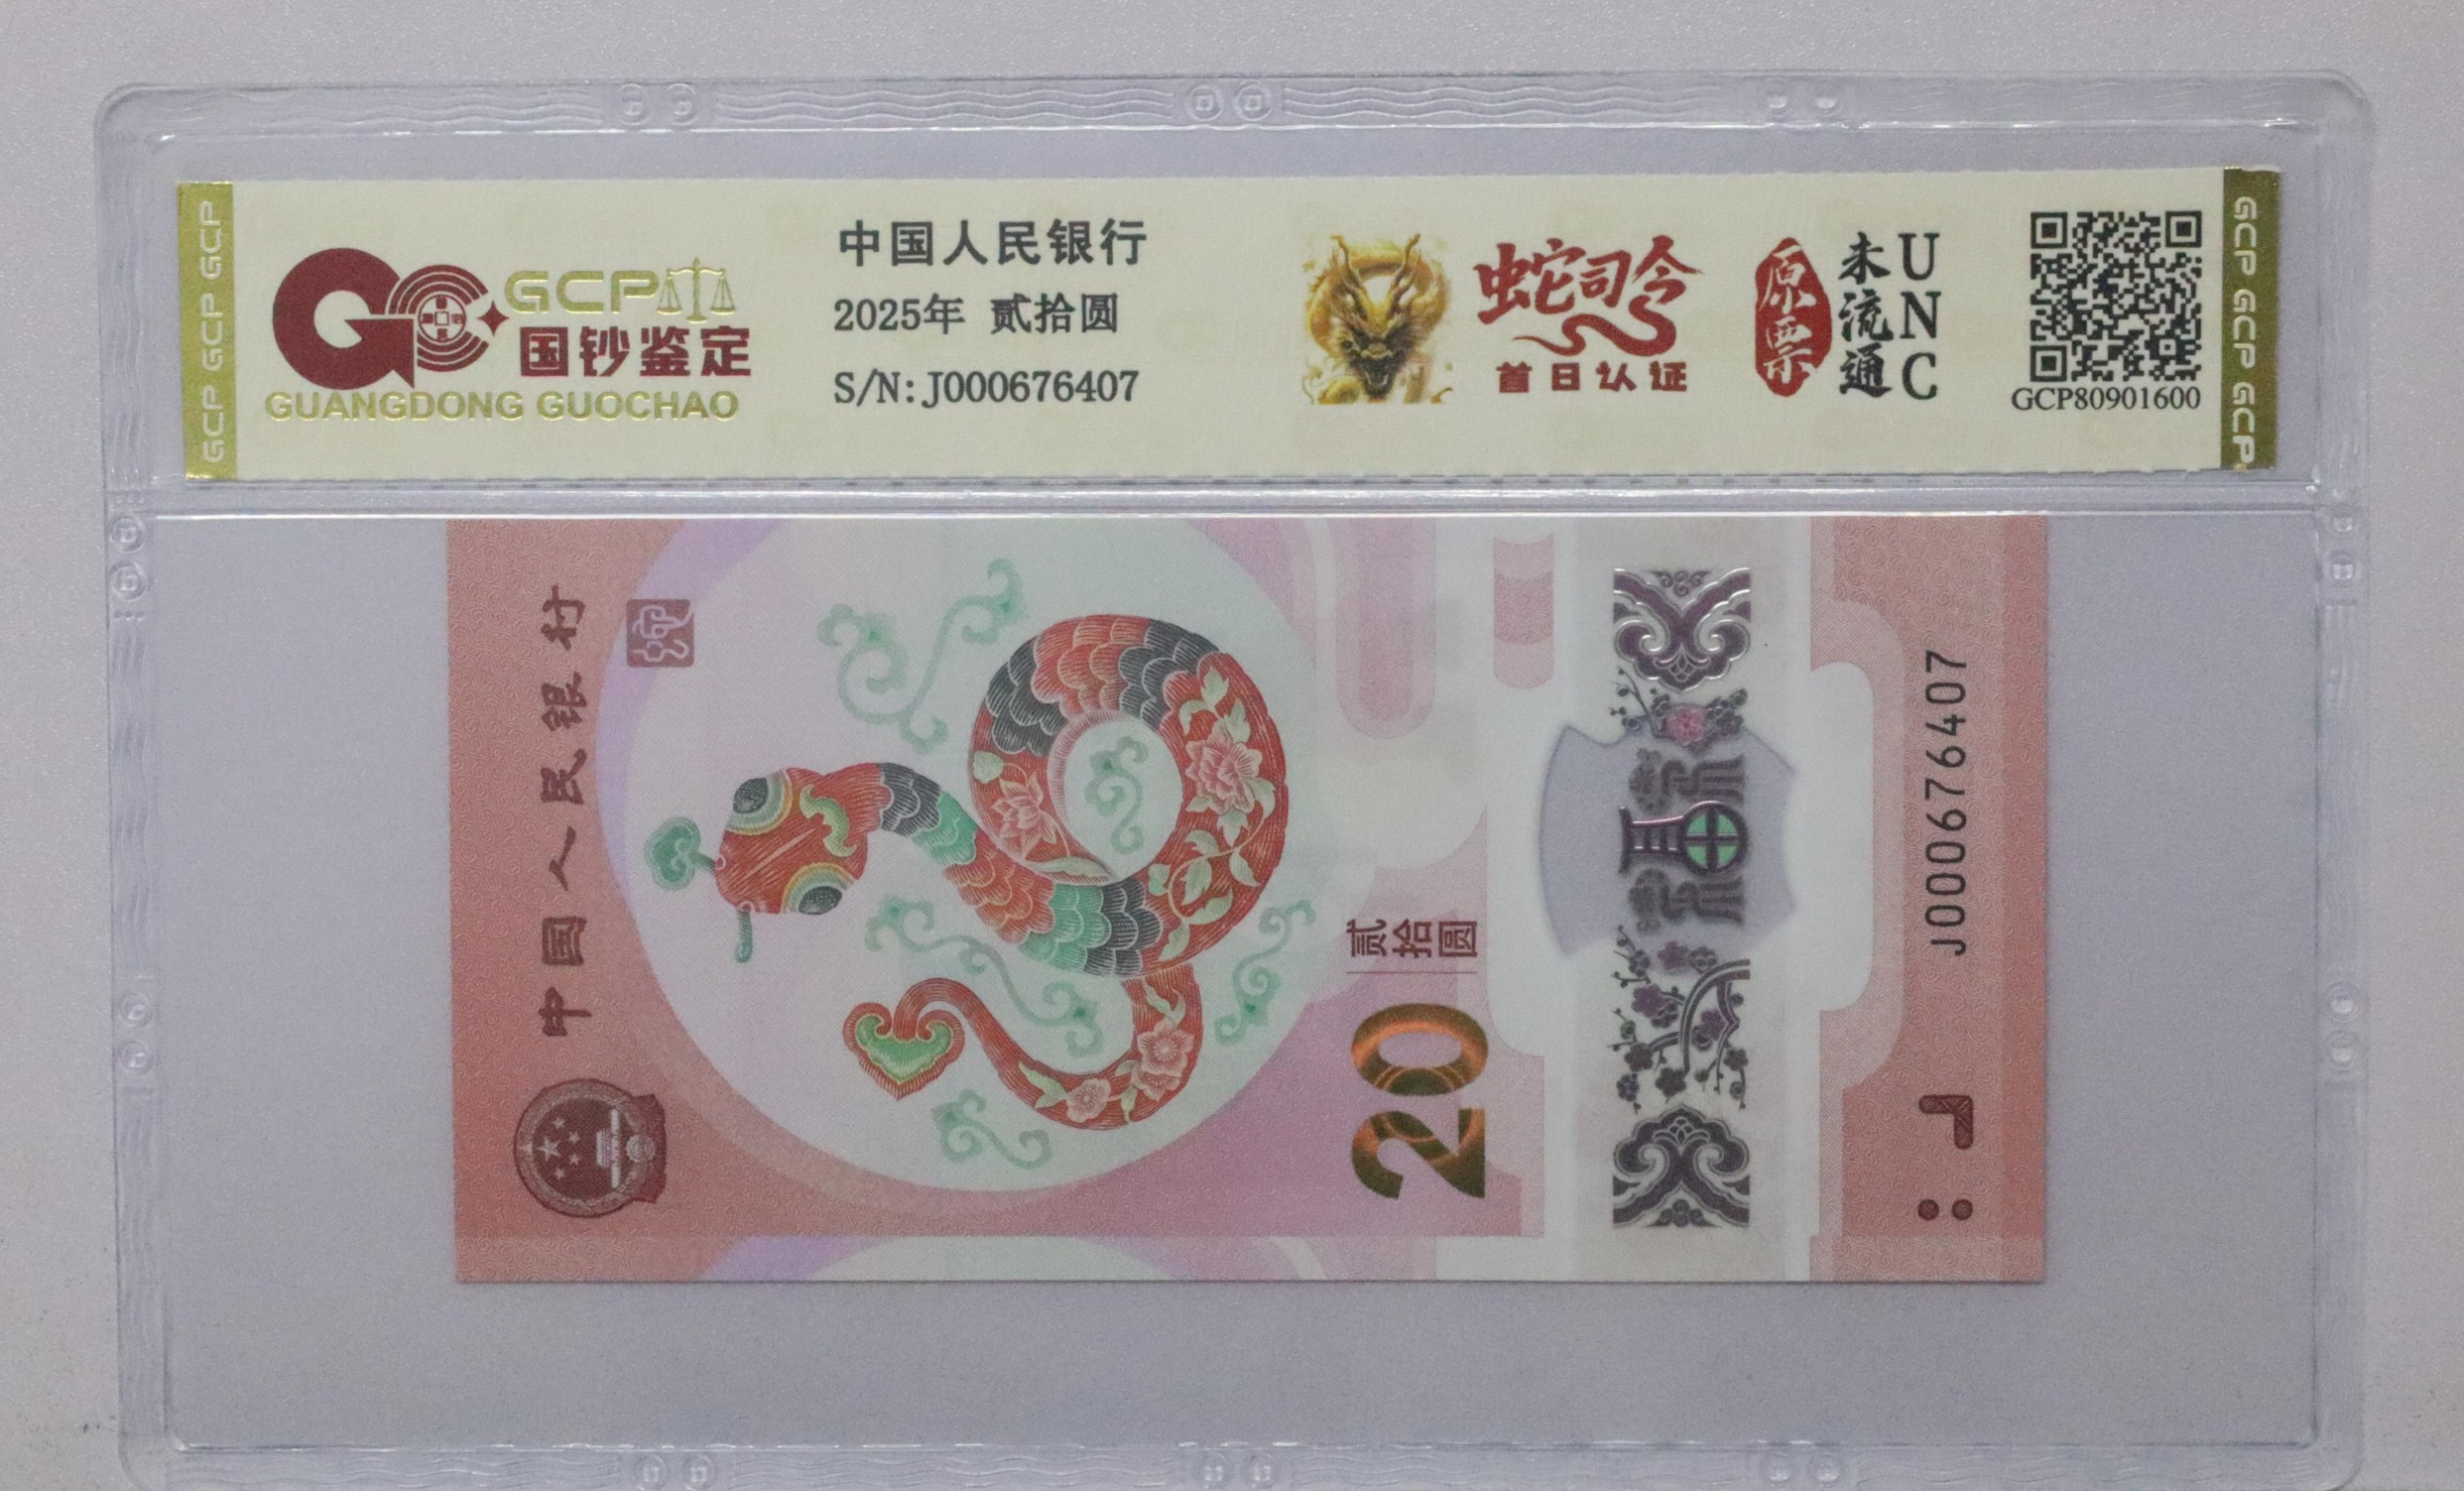 GCP GCP GCP
GCP
国钞鉴定
GUANGDONG GUOCHAO
中国人民银行
2025年 贰拾圆
S/N: J000676407
蛇司令
首日认证
原票
未流通
UNC
GCP80901600
GCP GCP GCP
中国人民银行
贰拾圆
20
J000676407